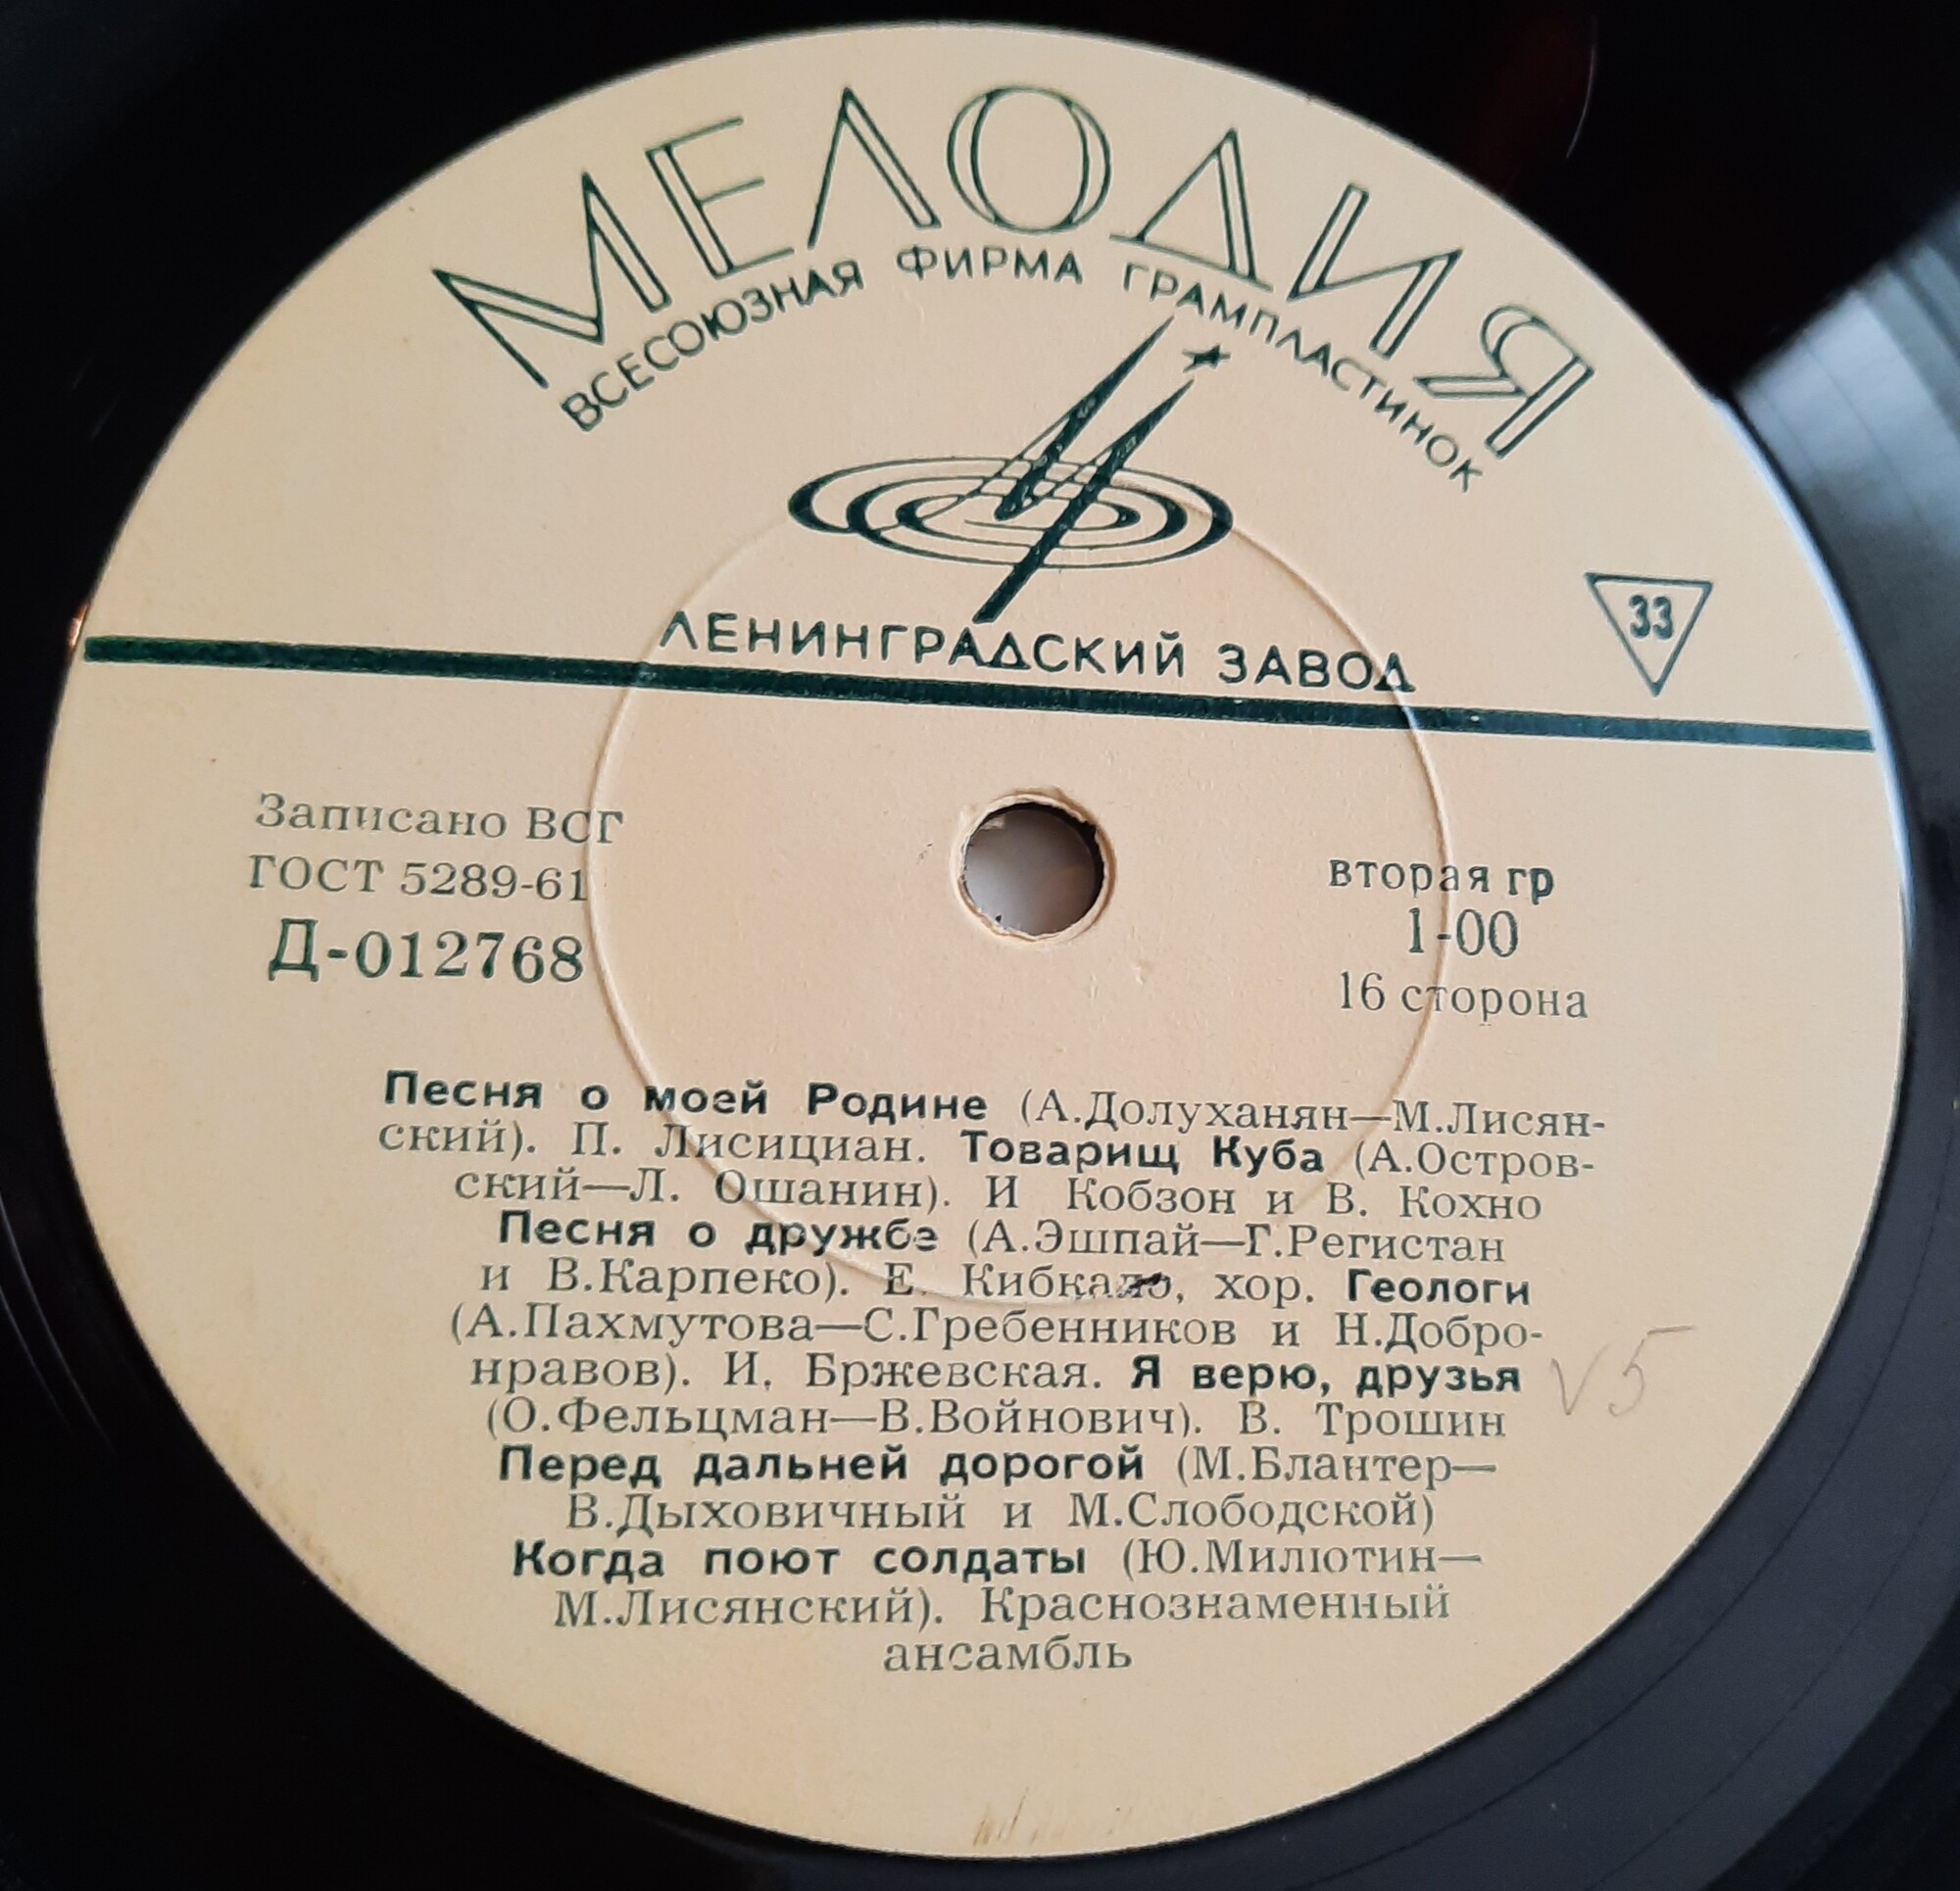 МЕЛОДИЯ
ВСЕСОЮЗНАЯ ФИРМА ГРАМПЛАСТИНОК
ЛЕНИНГРАДСКИЙ ЗАВОД
33
Записано ВСГ
ГОСТ 5289-61
Д-012768
вторая гр
1-00
16 сторона
Песня о моей Родине (А.Долуханян—М.Лисян-
ский). П. Лисициан. Товарищ Куба (А.Остров-
ский—Л. Ошанин). И Кобзон и В. Кохно
Песня о дружбе (А.Эшпай—Г.Регистан
и В.Карпеко). Е. Кибкало, хор. Геологи
(А.Пахмутова—С.Гребенников и Н.Добро-
нравов). И. Бржевская. Я верю, друзья
(О.Фельцман—В.Войнович). В. Трошин
Перед дальней дорогой (М.Блантер—
В.Дыховичный и М.Слободской)
Когда поют солдаты (Ю.Милютин—
М.Лисянский). Краснознаменный
ансамбль
V5